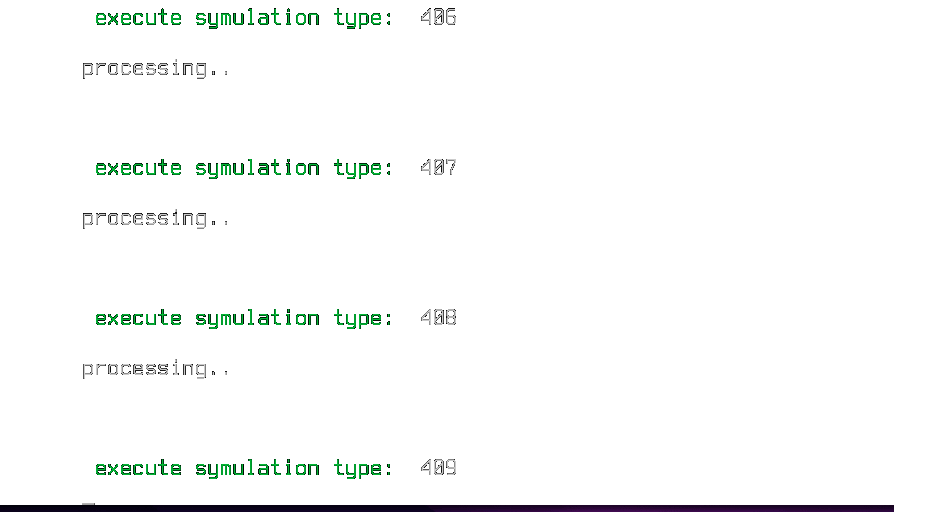 execute symulation type: 406
processing..
execute symulation type: 407
processing..
execute symulation type: 408
processing..
execute symulation type: 409